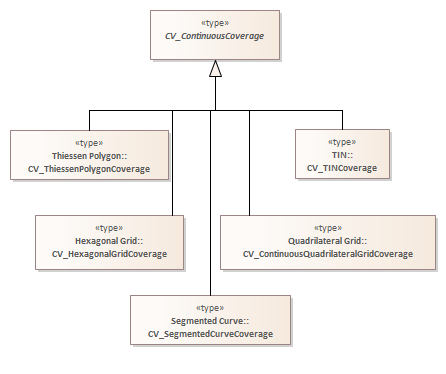 «type»
CV_ContinuousCoverage
«type»
Thiessen Polygon::
CV_ThiessenPolygonCoverage
«type»
TIN::
CV_TINCoverage
«type»
Hexagonal Grid::
CV_HexagonalGridCoverage
«type»
Quadrilateral Grid::
CV_ContinuousQuadrilateralGridCoverage
«type»
Segmented Curve::
CV_SegmentedCurveCoverage